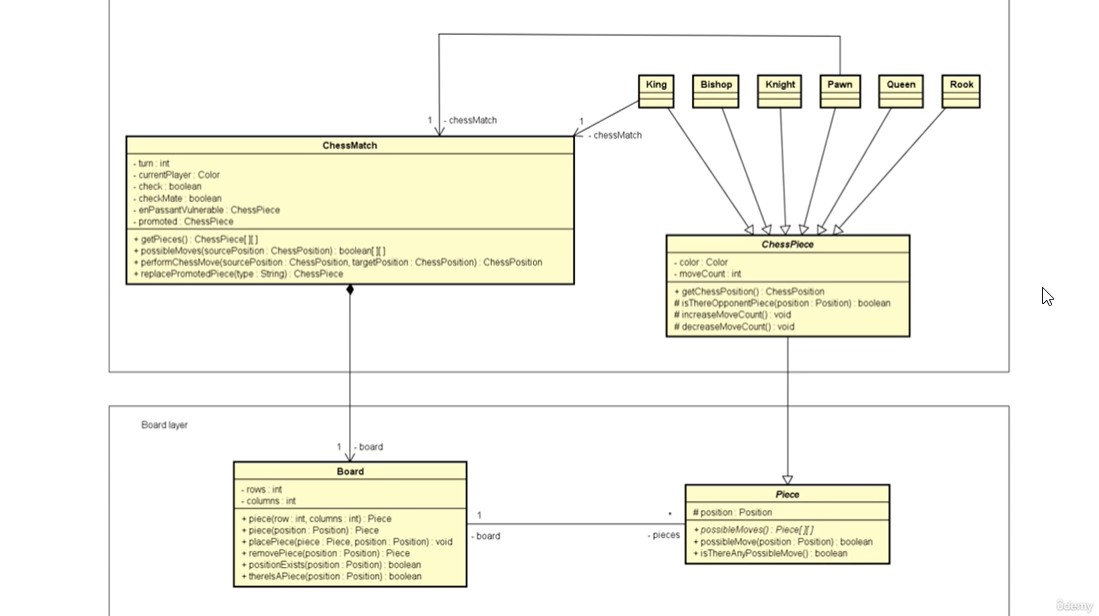 King
Bishop
Knight
Pawn
Queen
Rook
1
- chessMatch
1
- chessMatch
ChessMatch
- turn : int
- currentPlayer : Color
- check : boolean
- checkMate : boolean
- enPassantVulnerable : ChessPiece
- promoted : ChessPiece
+ getPieces() : ChessPiece[ ][ ]
+ possibleMoves(sourcePosition : ChessPosition) : boolean[ ][ ]
+ performChessMove(sourcePosition : ChessPosition, targetPosition : ChessPosition) : ChessPosition
+ replacePromotedPiece(type : String) : ChessPiece
ChessPiece
- color : Color
- moveCount : int
+ getChessPosition() : ChessPosition
# isThereOpponentPiece(position : Position) : boolean
# increaseMoveCount() : void
# decreaseMoveCount() : void
Board layer
1
- board
Board
- rows : int
- columns : int
+ piece(row : int, columns : int) : Piece
+ piece(position : Position) : Piece
+ placePiece(piece : Piece, position : Position) : void
+ removePiece(position : Position) : Piece
+ positionExists(position : Position) : boolean
+ thereIsAPiece(position : Position) : boolean
1
- board
*
- pieces
Piece
# position : Position
+ possibleMoves() : Piece[ ][ ]
+ possibleMove(position : Position) : boolean
+ isThereAnyPossibleMove() : boolean
ûdemy